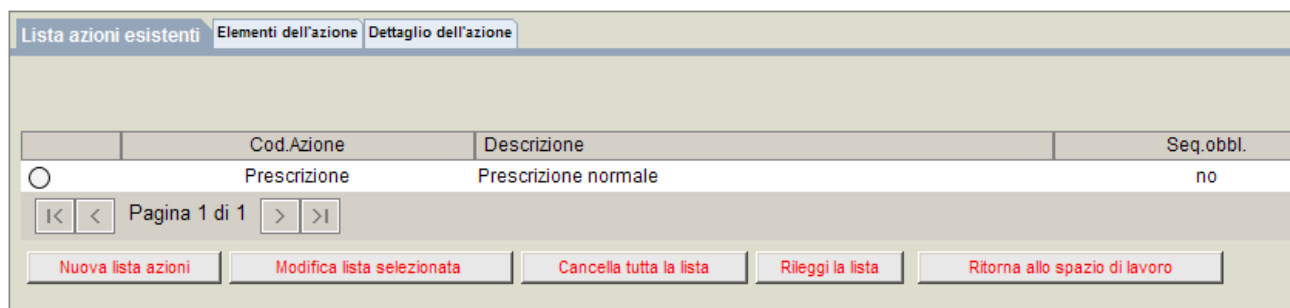 Lista azioni esistenti Elementi dell'azione Dettaglio dell'azione
Cod.Azione Descrizione Seq.obbl.
Prescrizione Prescrizione normale no
Pagina 1 di 1
Nuova lista azioni Modifica lista selezionata Cancella tutta la lista Rileggi la lista Ritorna allo spazio di lavoro